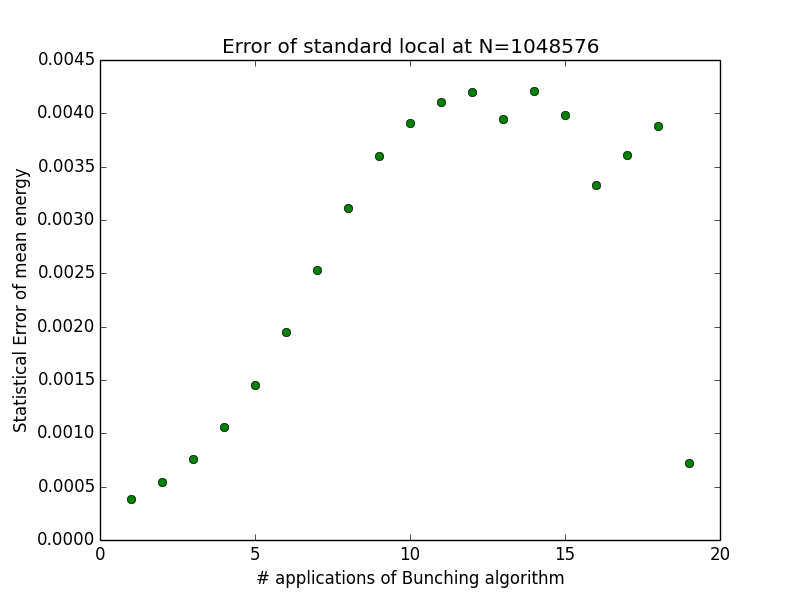 Error of standard local at N=1048576
Statistical Error of mean energy
0.0045
0.0040
0.0035
0.0030
0.0025
0.0020
0.0015
0.0010
0.0005
0.0000
0 5 10 15 20
# applications of Bunching algorithm